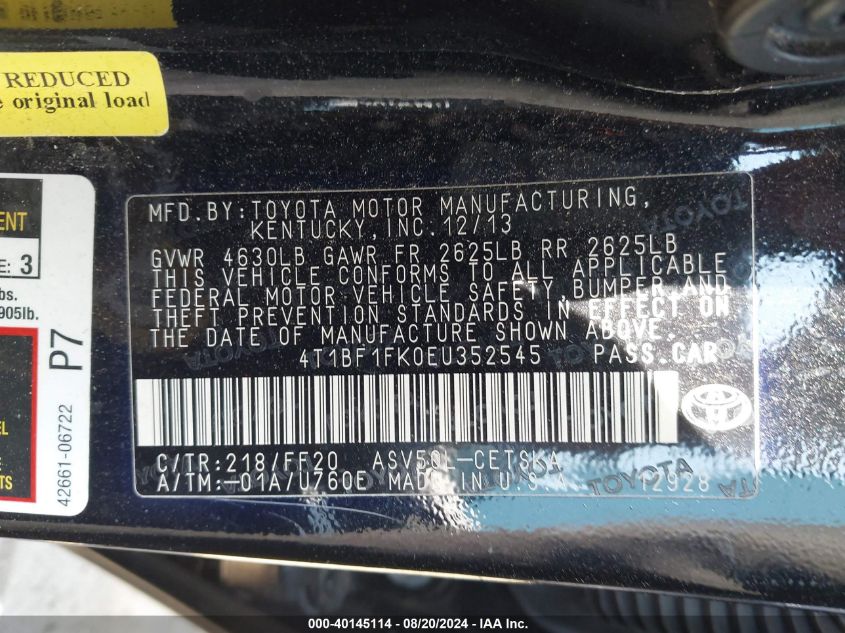 REDUCED
e original load
ENT
E: 3
bs.
905lb.
P7
42661-06722
EL
E
RTS
MFD.BY:TOYOTA MOTOR MANUFACTURING,
KENTUCKY,INC.12/13
GVWR 4630LB GAWR FR 2625LB RR 2625LB
THIS VEHICLE CONFORMS TO ALL APPLICABLE
FEDERAL MOTOR VEHICLE SAFETY,BUMPER AND
THEFT PREVENTION STANDARDS IN EFFECT ON
THE DATE OF MANUFACTURE SHOWN ABOVE.
4T1BF1FK0EU352545 PASS.CAR
C/TR:218/FF20 ASV50L-CETSKA
A/TM:-01A/U760E MADE IN U.S.A. 12928
TOYOTA
000-40145114 - 08/20/2024 - IAA Inc.